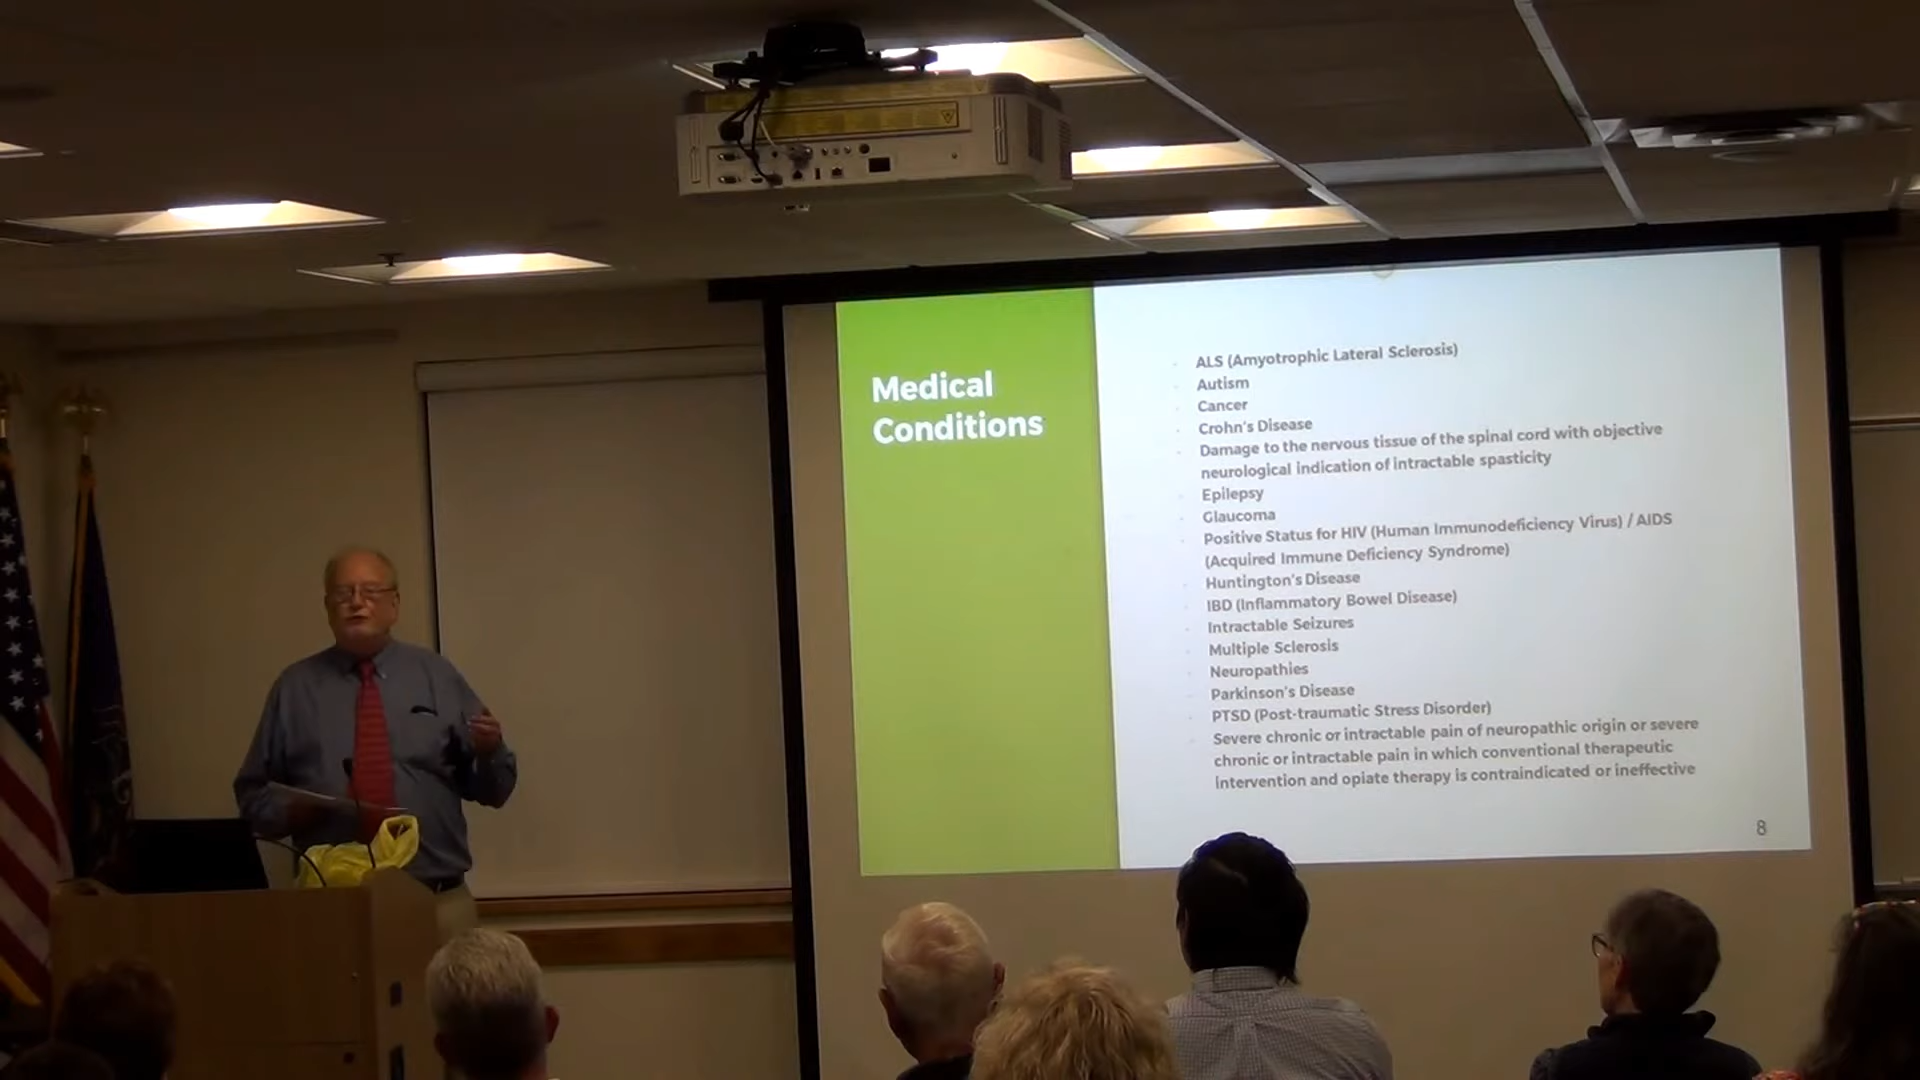 Medical
Conditions
ALS (Amyotrophic Lateral Sclerosis)
Autism
Cancer
Crohn's Disease
Damage to the nervous tissue of the spinal cord with objective
neurological indication of intractable spasticity
Epilepsy
Glaucoma
Positive Status for HIV (Human Immunodeficiency Virus) / AIDS
(Acquired Immune Deficiency Syndrome)
Huntington's Disease
IBD (Inflammatory Bowel Disease)
Intractable Seizures
Multiple Sclerosis
Neuropathies
Parkinson's Disease
PTSD (Post-traumatic Stress Disorder)
Severe chronic or intractable pain of neuropathic origin or severe
chronic or intractable pain in which conventional therapeutic
intervention and opiate therapy is contraindicated or ineffective
8